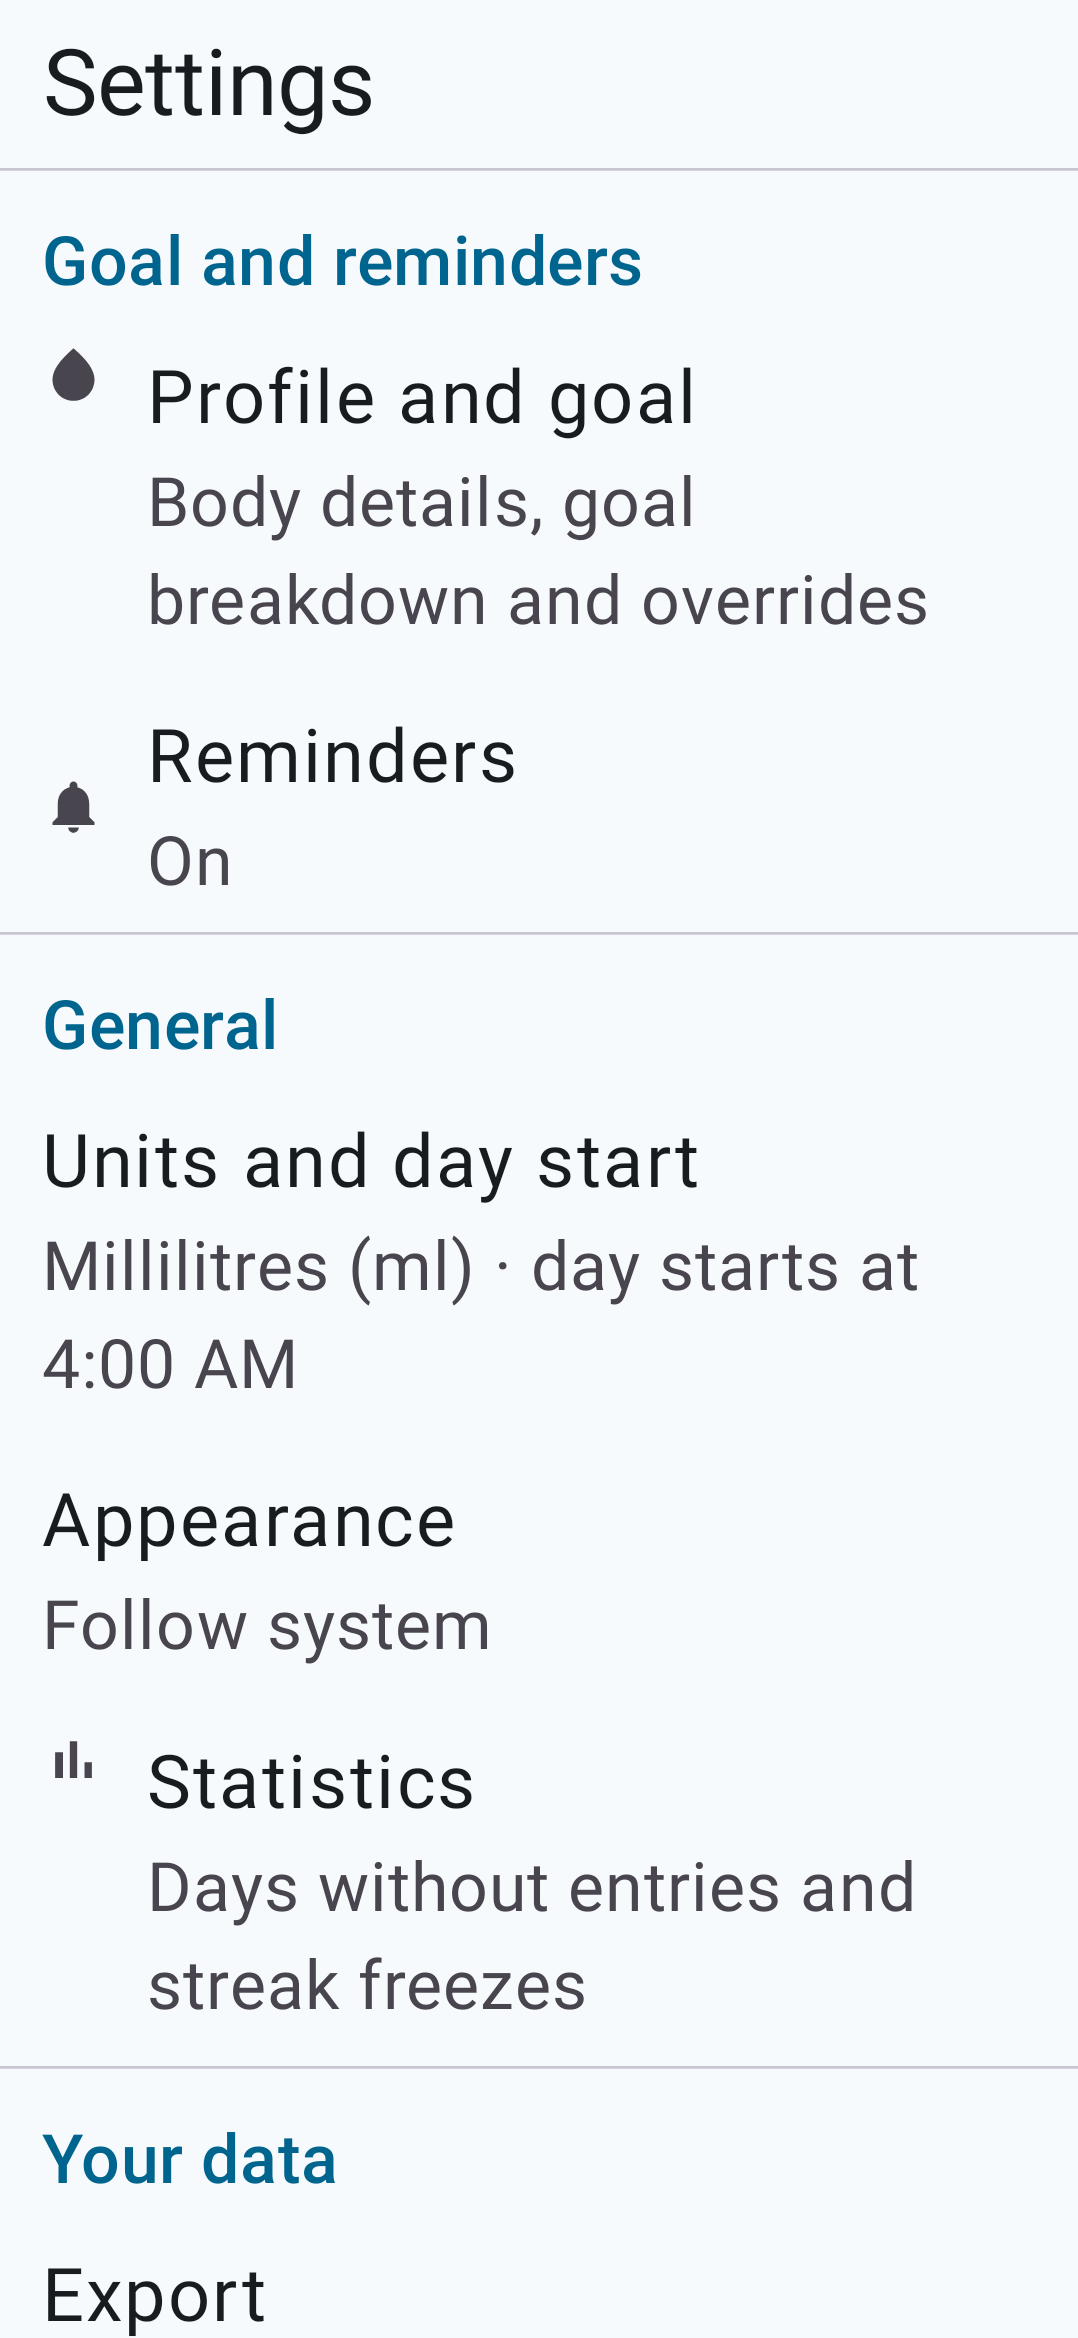 Settings
Goal and reminders
Profile and goal
Body details, goal
breakdown and overrides
Reminders
On
General
Units and day start
Millilitres (ml) · day starts at
4:00 AM
Appearance
Follow system
Statistics
Days without entries and
streak freezes
Your data
Export